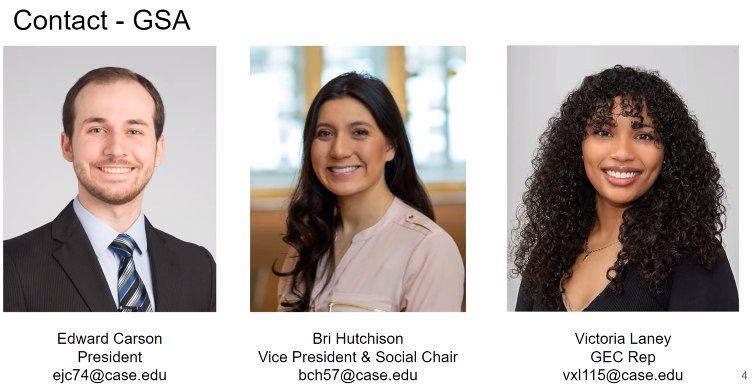 Contact - GSA
Edward Carson
President
ejc74@case.edu
Bri Hutchison
Vice President & Social Chair
bch57@case.edu
Victoria Laney
GEC Rep
vxl115@case.edu
4